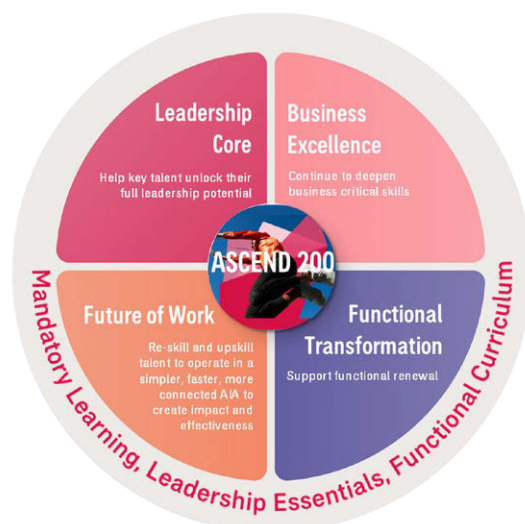 Leadership
Core
Help key talent unlock their
full leadership potential
Business
Excellence
Continue to deepen
business critical skills
ASCEND 200
Future of Work
Re-skill and upskill
talent to operate in a
simpler, faster, more
connected AIA to
create impact and
effectiveness
Functional
Transformation
Support functional renewal
Mandatory Learning, Leadership Essentials, Functional Curriculum